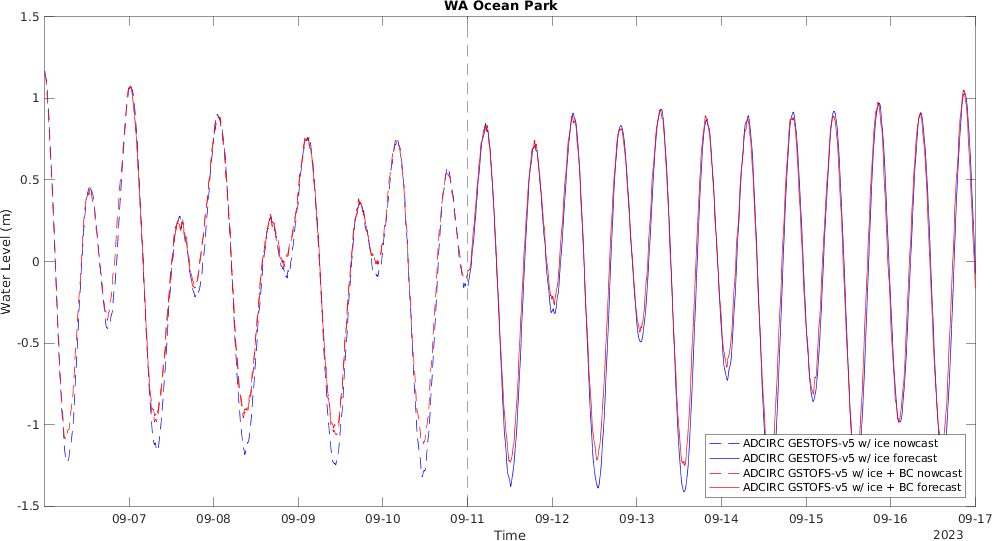 WA Ocean Park
1.5
1
0.5
0
-0.5
-1
-1.5
Water Level (m)
ADCIRC GESTOFS-v5 w/ ice nowcast
ADCIRC GESTOFS-v5 w/ ice forecast
ADCIRC GSTOFS-v5 w/ ice + BC nowcast
ADCIRC GSTOFS-v5 w/ ice + BC forecast
09-07 09-08 09-09 09-10 09-11 09-12 09-13 09-14 09-15 09-16 09-17
Time
2023